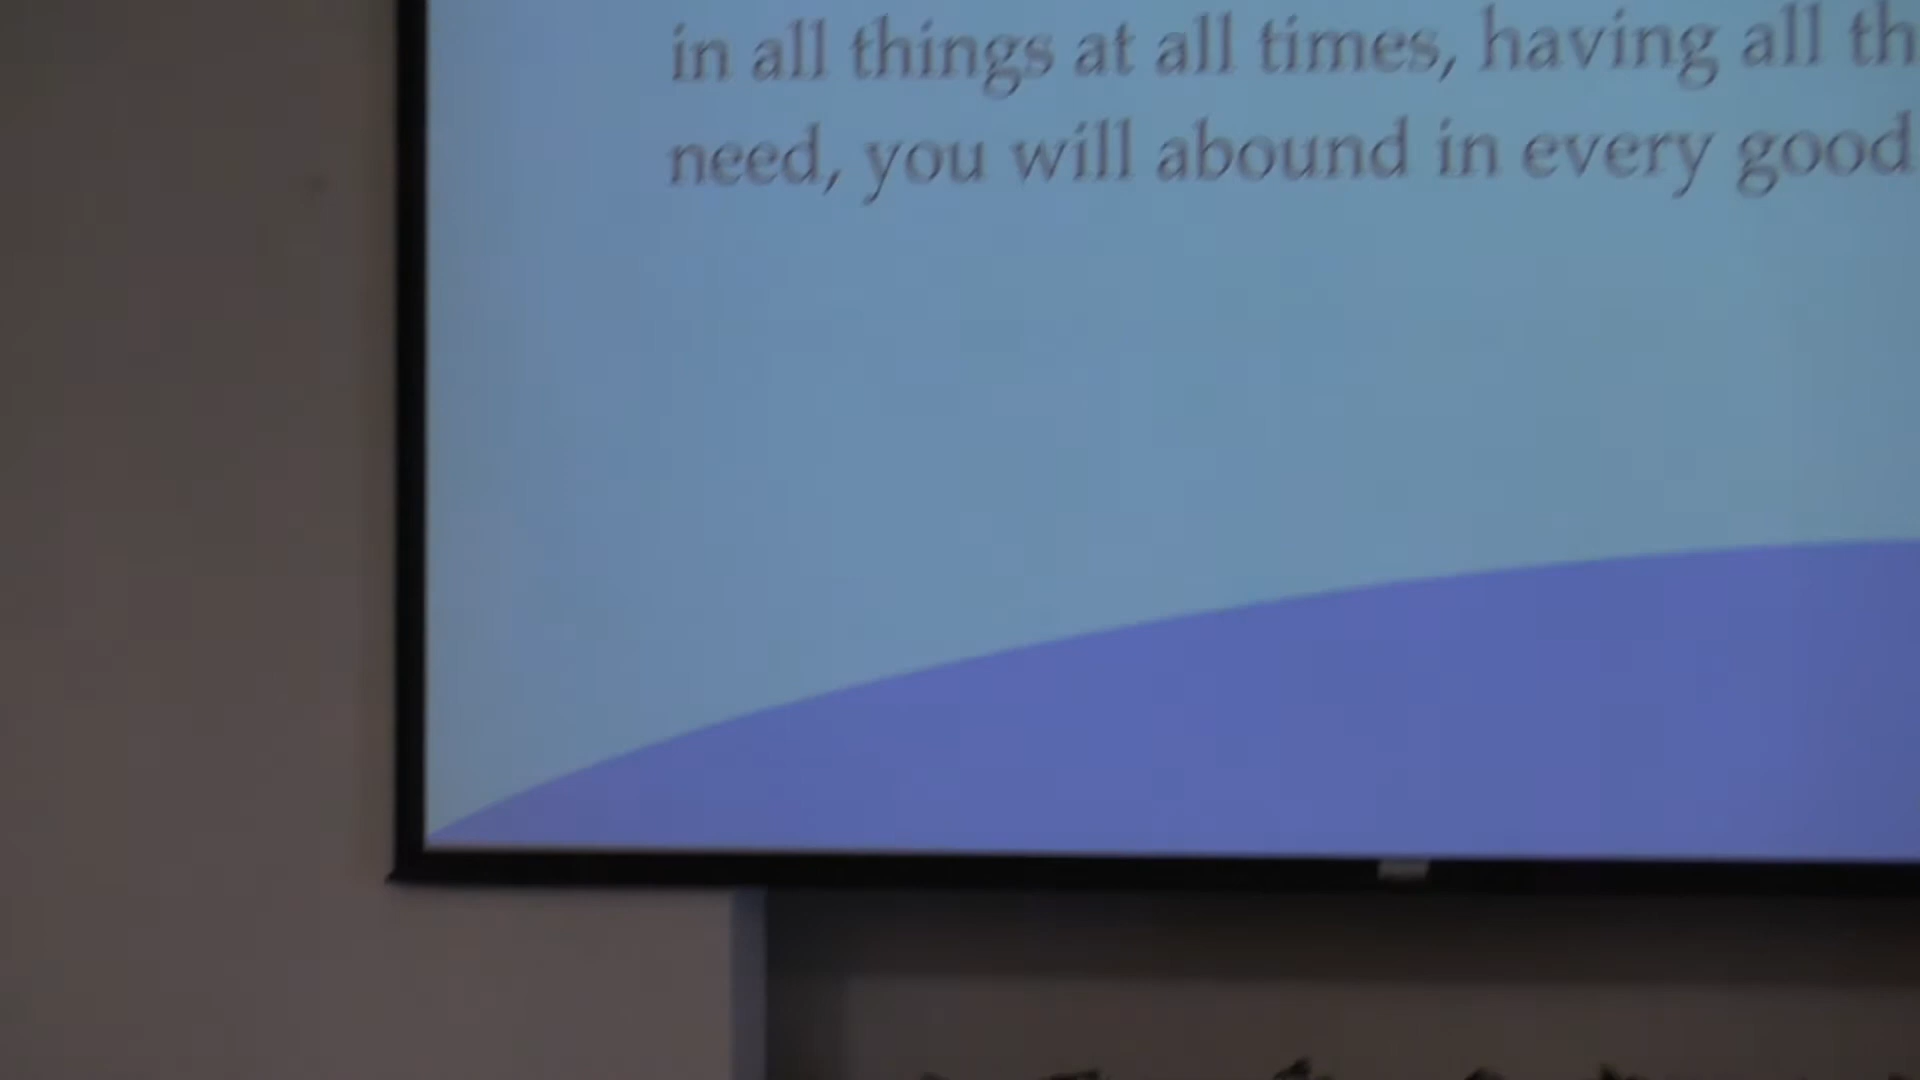 in all things at all times, having all th
need, you will abound in every good